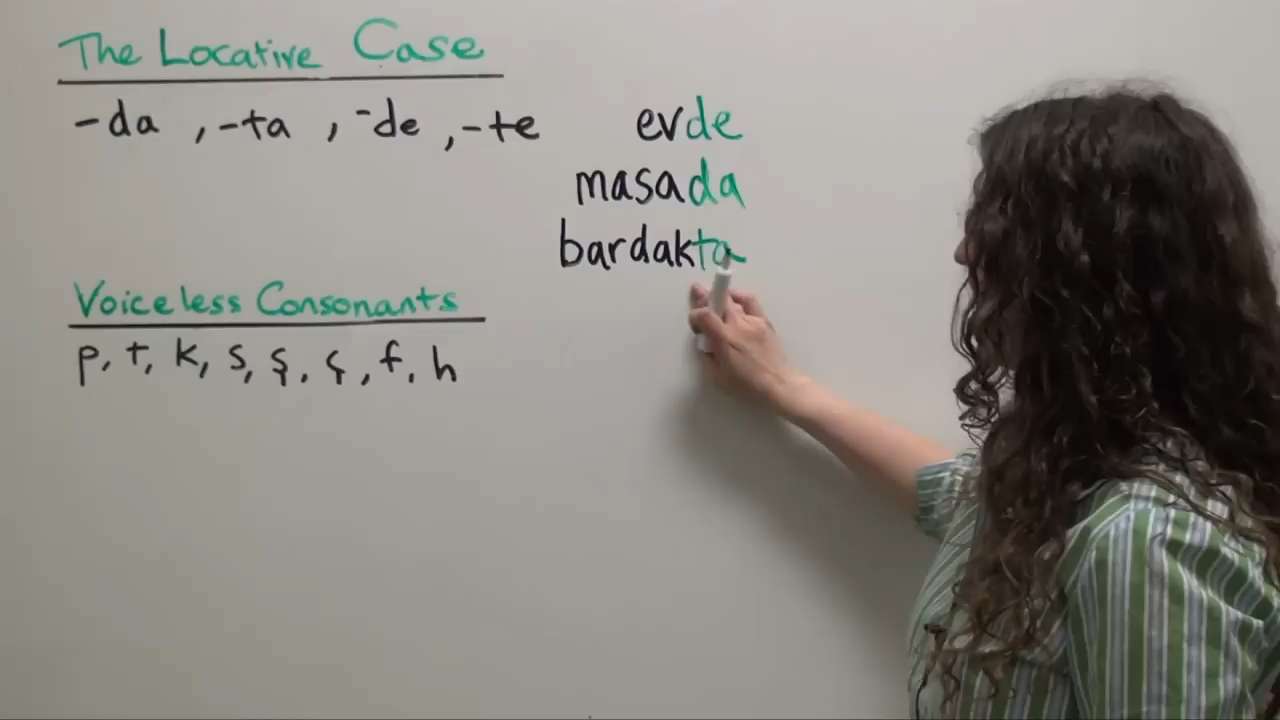 The Locative Case
-da , -ta , -de , -te
evde
masada
bardakta
Voiceless Consonants
p, t, k, s, ş, ç, f, h